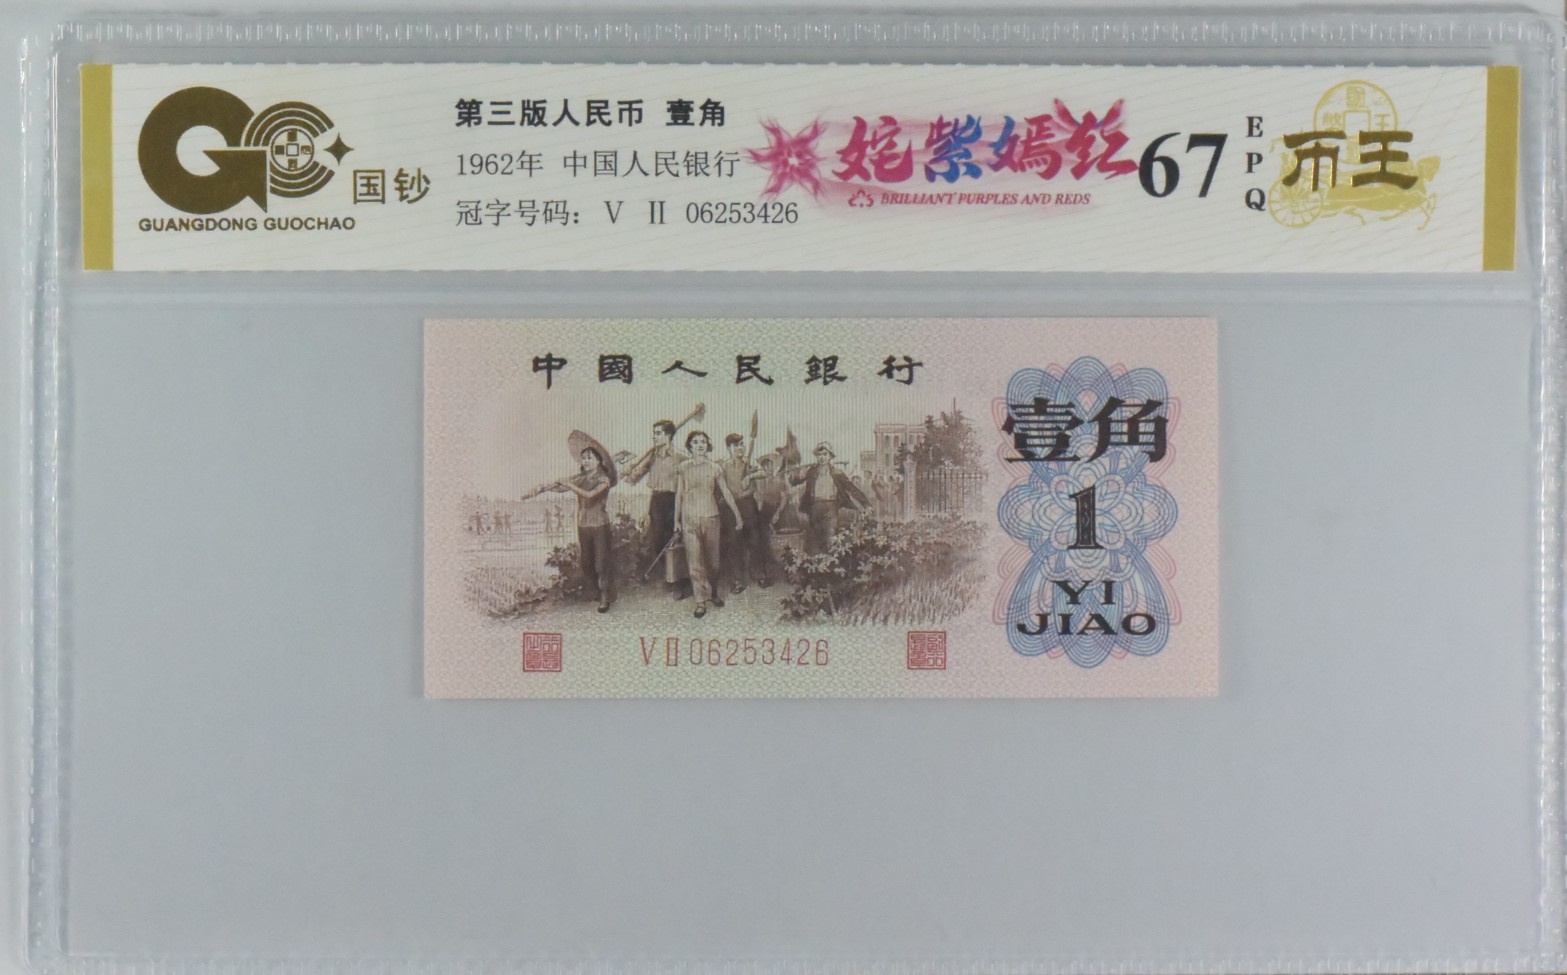 GUANGDONG GUOCHAO
国钞
第三版人民币 壹角
1962年 中国人民银行
冠字号码: V II 06253426
姹紫嫣红
BRILLIANT PURPLES AND REDS
67
EPQ
币王
中國人民銀行
壹角
1
YI
JIAO
V II 06253426